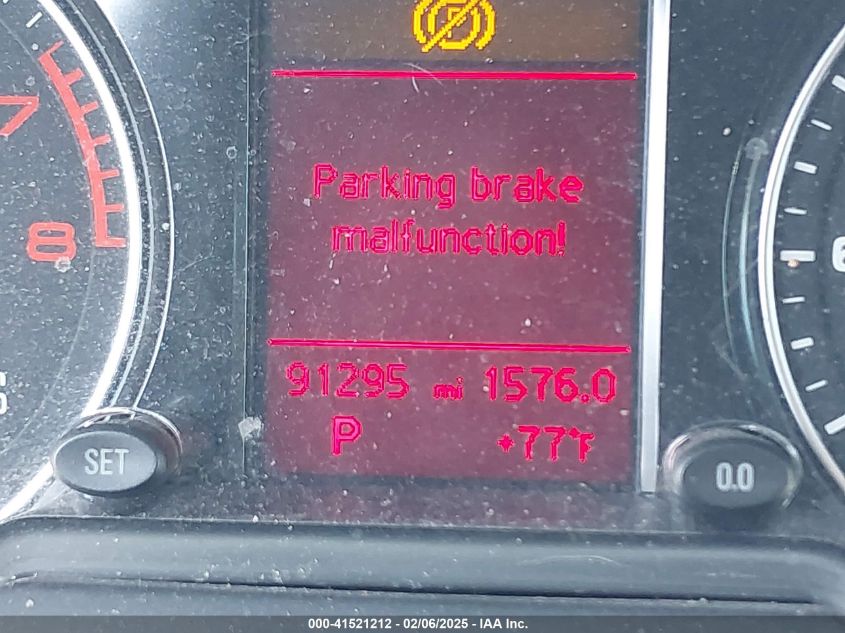 P
7
8
Parking brake
malfunction!
91295 mi 1576.0
P +77°F
SET
0.0
6
000-41521212 - 02/06/2025 - IAA Inc.